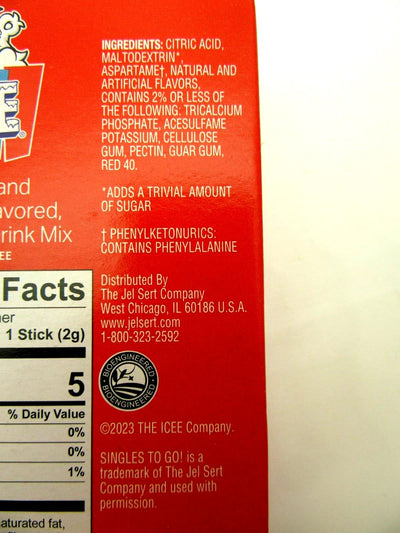 INGREDIENTS: CITRIC ACID,
MALTODEXTRIN*,
ASPARTAME†, NATURAL AND
ARTIFICIAL FLAVORS,
CONTAINS 2% OR LESS OF
THE FOLLOWING: TRICALCIUM
PHOSPHATE, ACESULFAME
POTASSIUM, CELLULOSE
GUM, PECTIN, GUAR GUM,
RED 40.
*ADDS A TRIVIAL AMOUNT
OF SUGAR
† PHENYLKETONURICS:
CONTAINS PHENYLALANINE
Distributed By
The Jel Sert Company
West Chicago, IL 60186 U.S.A.
www.jelsert.com
1-800-323-2592
BIOENGINEERED
BIOENGINEERED
©2023 THE ICEE Company.
SINGLES TO GO! is a
trademark of The Jel Sert
Company and used with
permission.
and
avored,
rink Mix
EE
Facts
er
1 Stick (2g)
5
% Daily Value
0%
0%
1%
aturated fat,